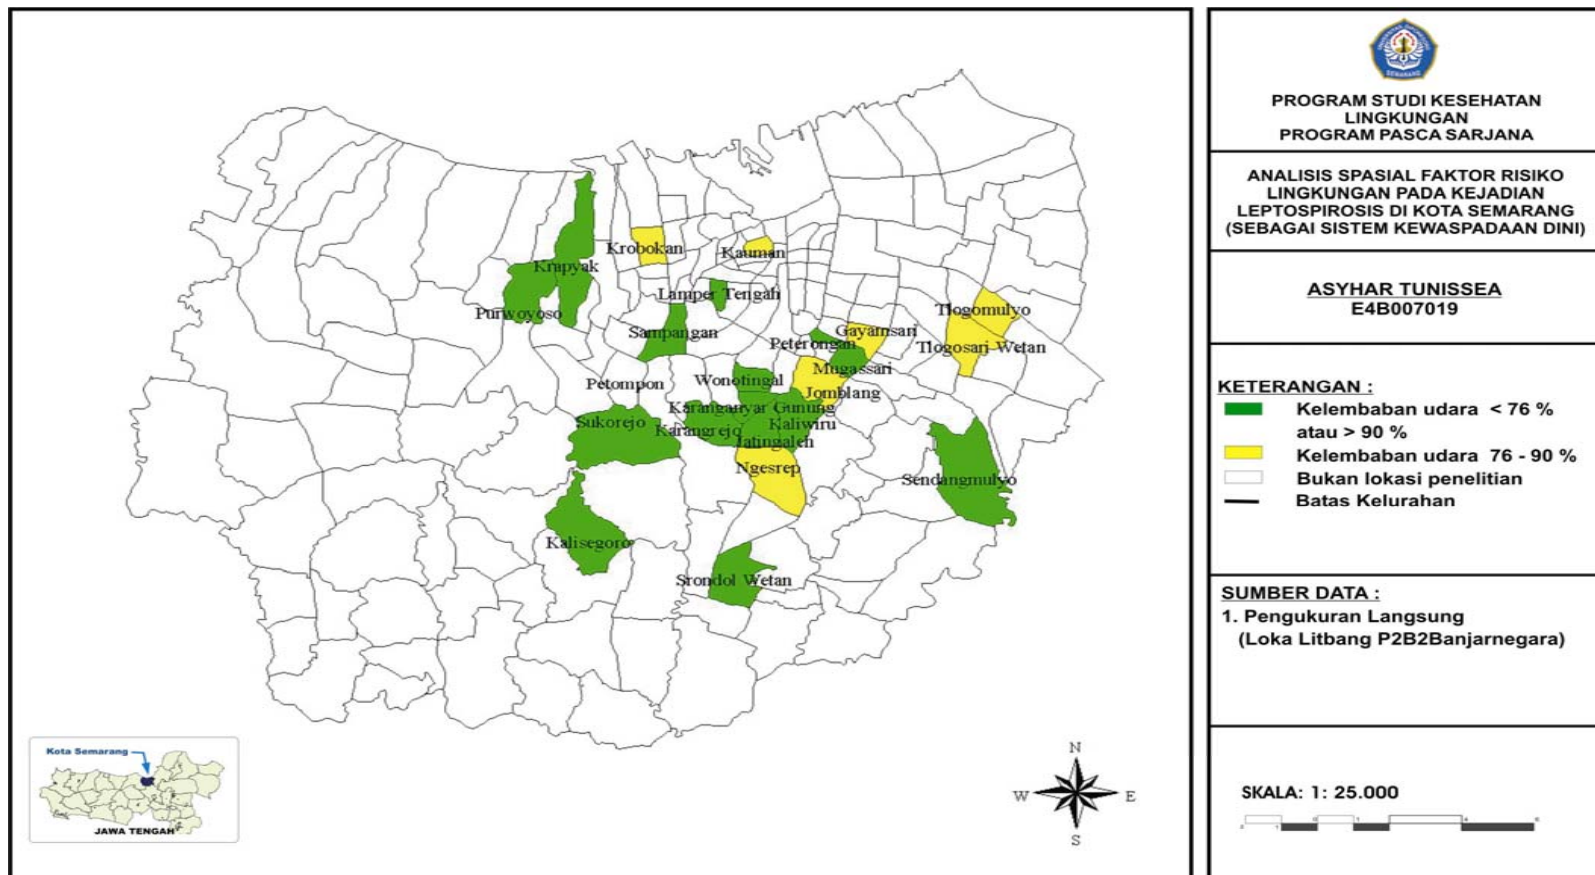 Krobokan
Kauman
Krapyak
Lamper Tengah
Purwoyoso
Tlogomulyo
Sampangan
Gayamsari
Peterongan
Tlogosari Wetan
Mugassari
Petompon
Wonotingal
Jomblang
Karanganyar Gunung
Sukorejo
Karangrejo
Kaliwiru
Jatingaleh
Ngesrep
Sendangmulyo
Kalisegoro
Srondol Wetan
Kota Semarang
JAWA TENGAH
N
W
E
S
PROGRAM STUDI KESEHATAN
LINGKUNGAN
PROGRAM PASCA SARJANA
ANALISIS SPASIAL FAKTOR RISIKO
LINGKUNGAN PADA KEJADIAN
LEPTOSPIROSIS DI KOTA SEMARANG
(SEBAGAI SISTEM KEWASPADAAN DINI)
ASYHAR TUNISSEA
E4B007019
KETERANGAN :
Kelembaban udara < 76 %
atau > 90 %
Kelembaban udara 76 - 90 %
Bukan lokasi penelitian
Batas Kelurahan
SUMBER DATA :
1. Pengukuran Langsung
(Loka Litbang P2B2Banjarnegara)
SKALA: 1: 25.000